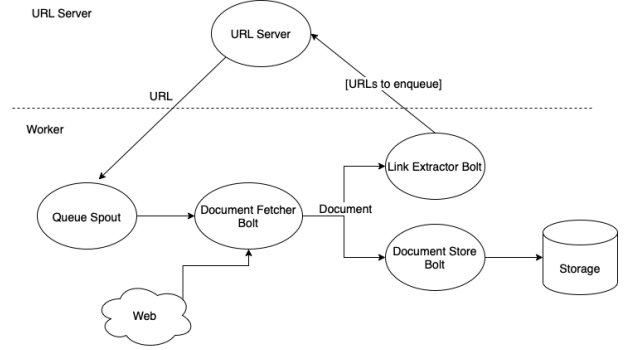 URL Server
URL Server
URL
[URLs to enqueue]
Worker
Link Extractor Bolt
Queue Spout
Document Fetcher
Bolt
Document
Document Store
Bolt
Storage
Web